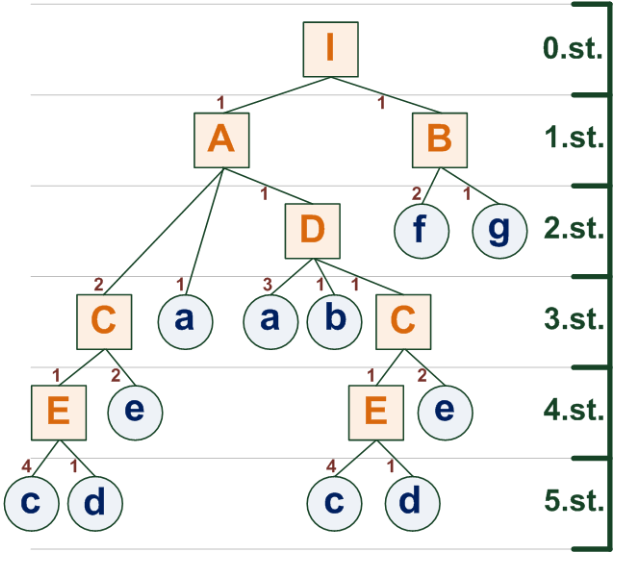 I 0.st.
1 1
A B 1.st.
1 2 1
D f g 2.st.
2 1 3 1 1
C a a b C 3.st.
1 2 1 2
E e E e 4.st.
4 1 4 1
c d c d 5.st.